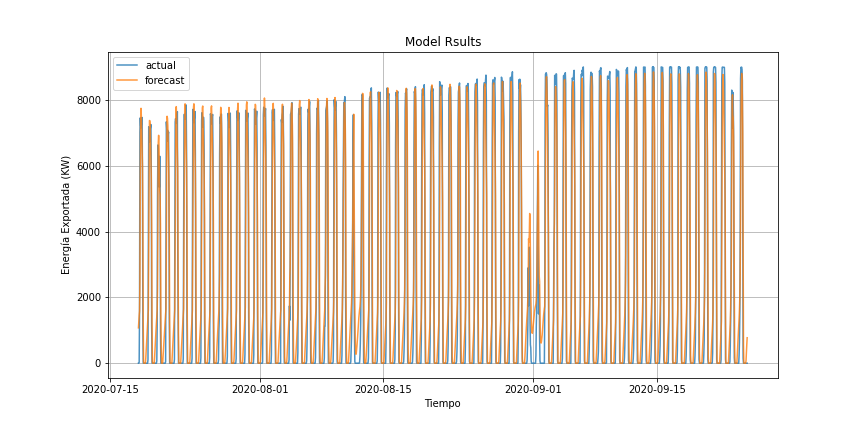 Model Rsults
actual
forecast
8000
6000
4000
2000
0
Energía Exportada (KW)
2020-07-15
2020-08-01
2020-08-15
2020-09-01
2020-09-15
Tiempo